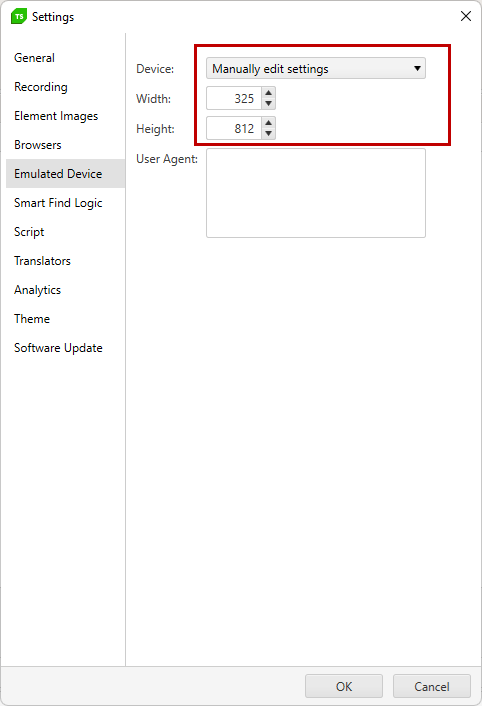 TS Settings
General
Recording
Element Images
Browsers
Emulated Device
Smart Find Logic
Script
Translators
Analytics
Theme
Software Update
Device: Manually edit settings
Width: 325
Height: 812
User Agent:
OK Cancel